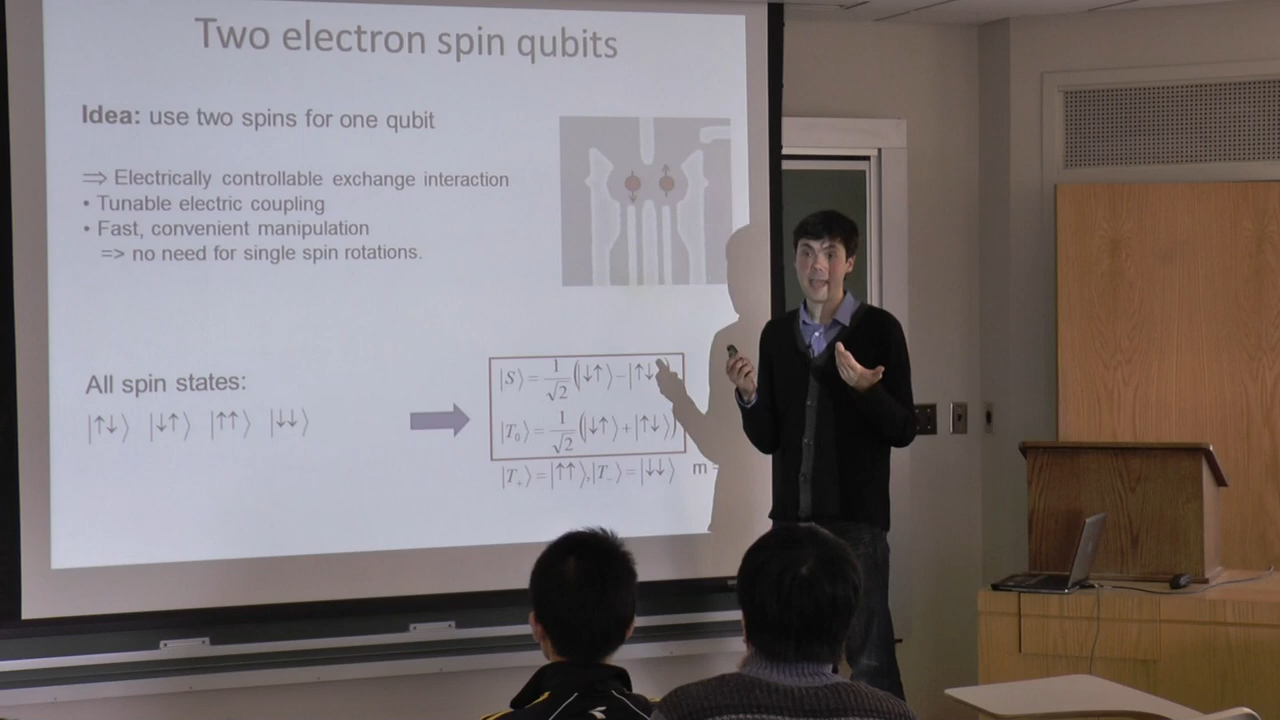 Two electron spin qubits
Idea: use two spins for one qubit
⇒ Electrically controllable exchange interaction
• Tunable electric coupling
• Fast, convenient manipulation
=> no need for single spin rotations.
All spin states:
|↑↓⟩ |↓↑⟩ |↑↑⟩ |↓↓⟩
|S⟩ = 1/√2 (|↓↑⟩ − |↑↓
|T₀⟩ = 1/√2 (|↓↑⟩ + |↑↓⟩)
|T₊⟩ = |↑↑⟩, |T₋⟩ = |↓↓⟩ m =